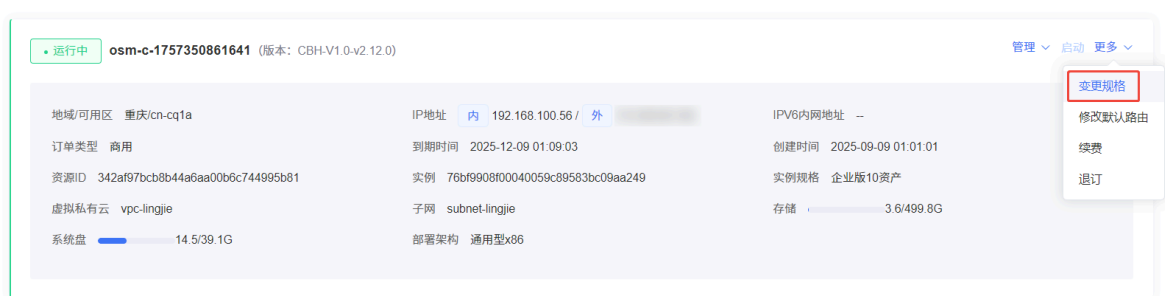 运行中 osm-c-1757350861641（版本：CBH-V1.0-v2.12.0） 管理 启动 更多
变更规格
修改默认路由
续费
退订
地域/可用区 重庆/cn-cq1a IP地址 内 192.168.100.56 / 外 IPV6内网地址 --
订单类型 商用 到期时间 2025-12-09 01:09:03 创建时间 2025-09-09 01:01:01
资源ID 342af97bcb8b44a6aa00b6c744995b81 实例 76bf9908f00040059c89583bc09aa249 实例规格 企业版10资产
虚拟私有云 vpc-lingjie 子网 subnet-lingjie 存储 3.6/499.8G
系统盘 14.5/39.1G 部署架构 通用型x86